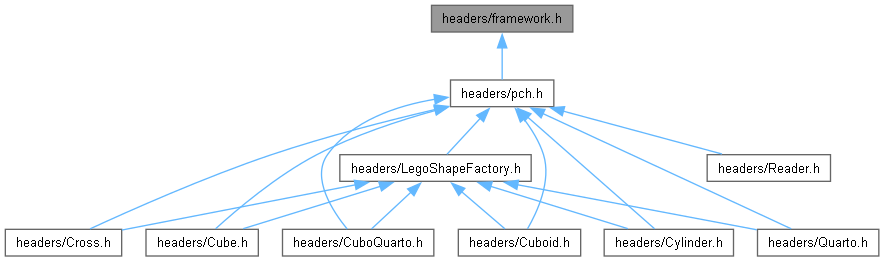 headers/framework.h
headers/pch.h
headers/LegoShapeFactory.h
headers/Reader.h
headers/Cross.h
headers/Cube.h
headers/CuboQuarto.h
headers/Cuboid.h
headers/Cylinder.h
headers/Quarto.h